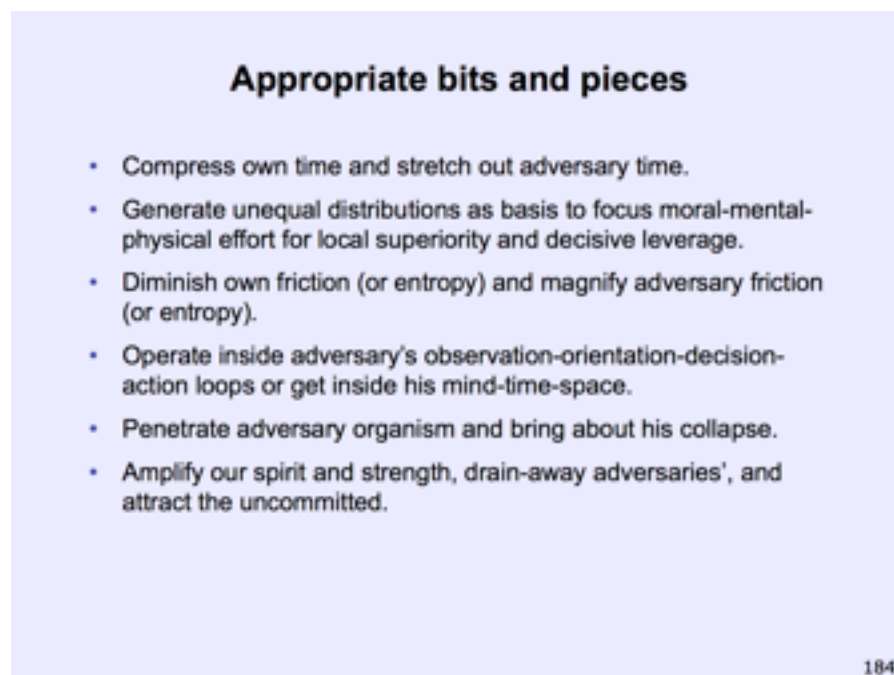 Appropriate bits and pieces
• Compress own time and stretch out adversary time.
• Generate unequal distributions as basis to focus moral-mental-
physical effort for local superiority and decisive leverage.
• Diminish own friction (or entropy) and magnify adversary friction
(or entropy).
• Operate inside adversary's observation-orientation-decision-
action loops or get inside his mind-time-space.
• Penetrate adversary organism and bring about his collapse.
• Amplify our spirit and strength, drain-away adversaries', and
attract the uncommitted.
184